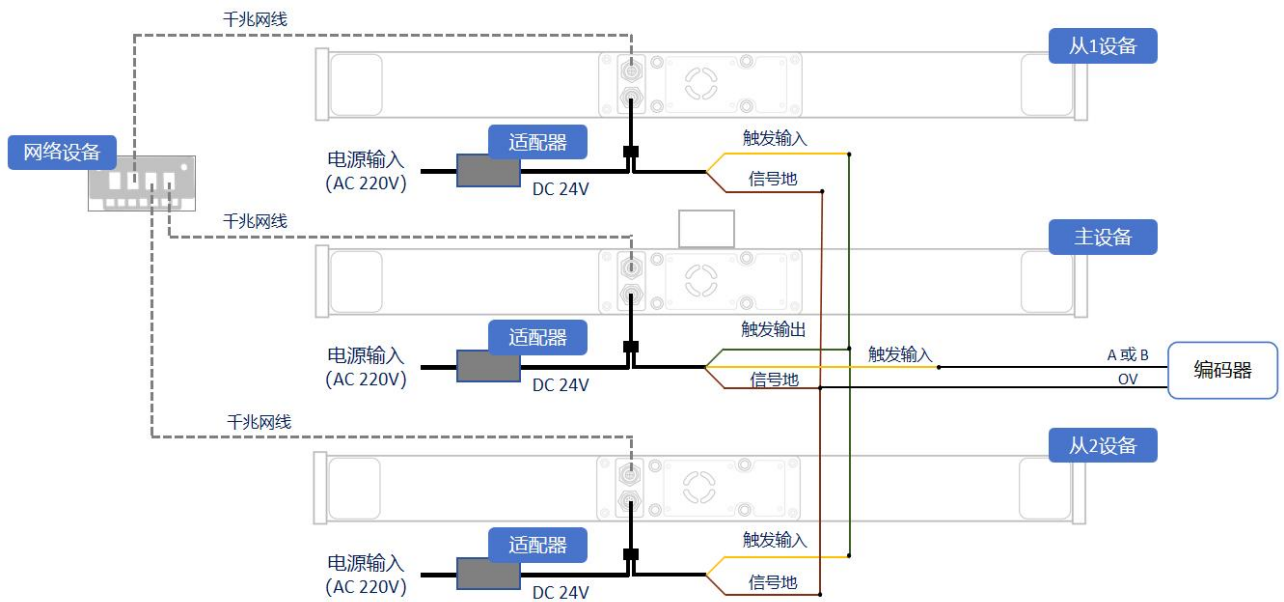 千兆网线
从1设备
网络设备
适配器
触发输入
电源输入
(AC 220V)
DC 24V
信号地
千兆网线
主设备
触发输出
适配器
电源输入
(AC 220V)
DC 24V
触发输入
信号地
A 或 B
OV
编码器
千兆网线
从2设备
适配器
触发输入
电源输入
(AC 220V)
DC 24V
信号地